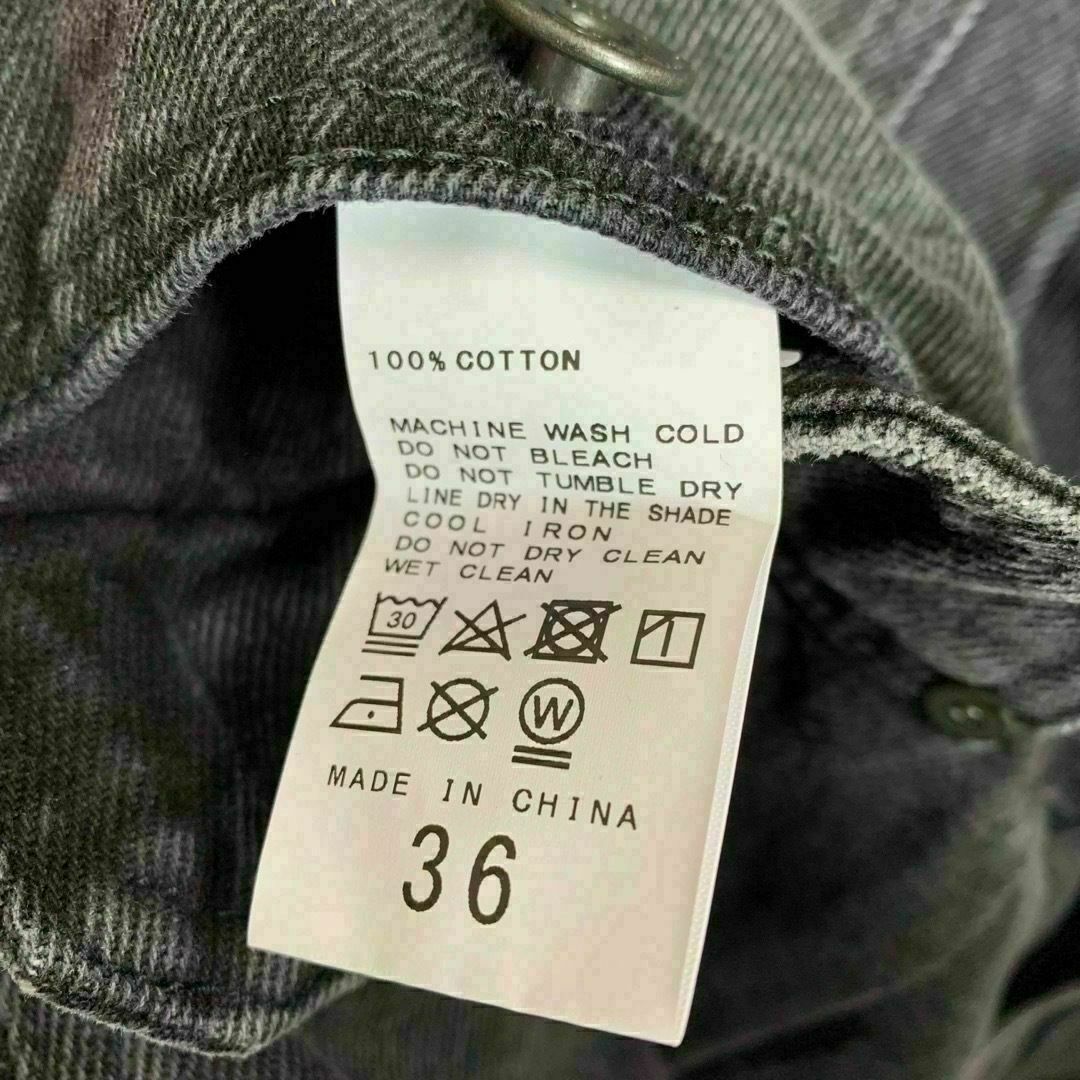 100% COTTON
MACHINE WASH COLD
DO NOT BLEACH
DO NOT TUMBLE DRY
LINE DRY IN THE SHADE
COOL IRON
DO NOT DRY CLEAN
WET CLEAN
30
W
MADE IN CHINA
36